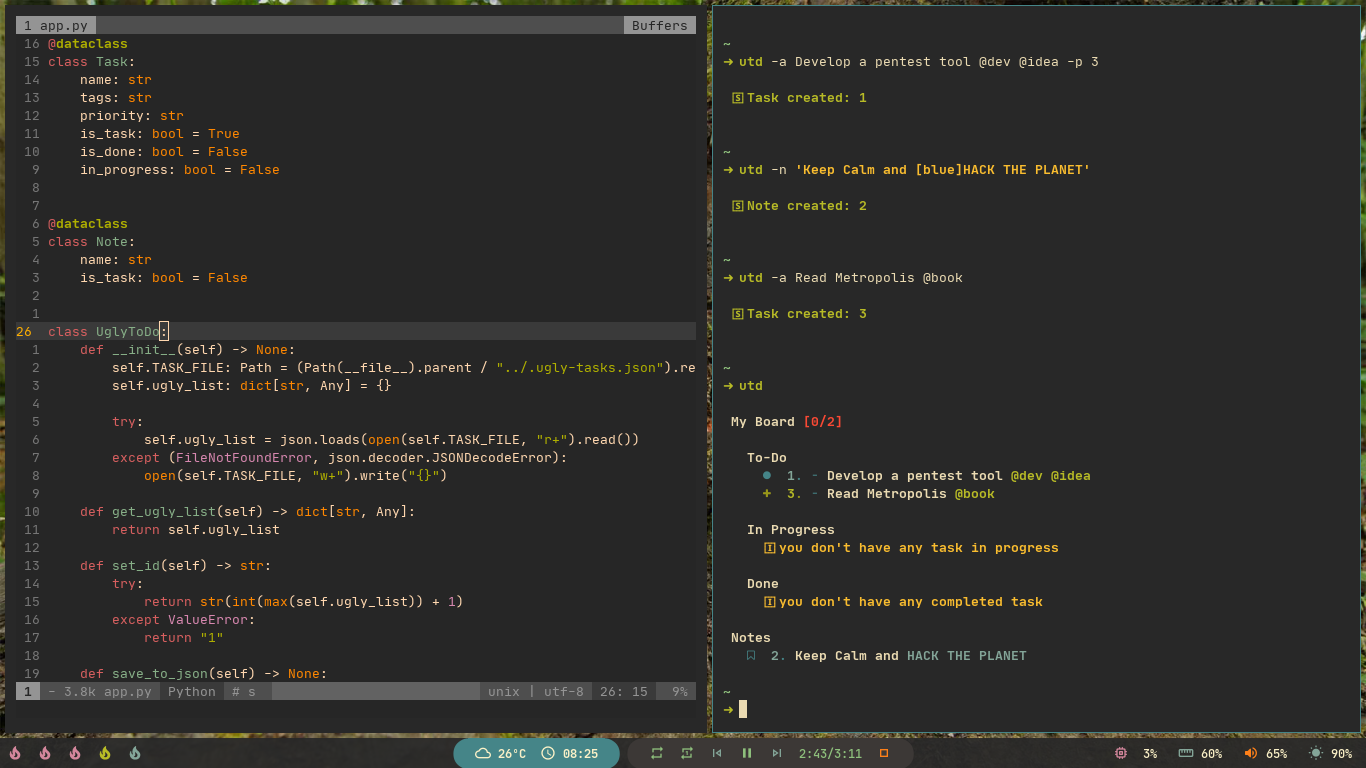 1 app.py Buffers
16 @dataclass
15 class Task:
14 name: str
13 tags: str
12 priority: str
11 is_task: bool = True
10 is_done: bool = False
9 in_progress: bool = False
8
7
6 @dataclass
5 class Note:
4 name: str
3 is_task: bool = False
2
1
26 class UglyToDo:
1 def __init__(self) -> None:
2 self.TASK_FILE: Path = (Path(__file__).parent / "../.ugly-tasks.json").re
3 self.ugly_list: dict[str, Any] = {}
4
5 try:
6 self.ugly_list = json.loads(open(self.TASK_FILE, "r+").read())
7 except (FileNotFoundError, json.decoder.JSONDecodeError):
8 open(self.TASK_FILE, "w+").write("{}")
9
10 def get_ugly_list(self) -> dict[str, Any]:
11 return self.ugly_list
12
13 def set_id(self) -> str:
14 try:
15 return str(int(max(self.ugly_list)) + 1)
16 except ValueError:
17 return "1"
18
19 def save_to_json(self) -> None:
1 - 3.8k app.py Python # s unix | utf-8 26: 15 9%
~
➜ utd -a Develop a pentest tool @dev @idea -p 3
S Task created: 1
~
➜ utd -n 'Keep Calm and [blue]HACK THE PLANET'
S Note created: 2
~
➜ utd -a Read Metropolis @book
S Task created: 3
~
➜ utd
My Board [0/2]
To-Do
● 1. - Develop a pentest tool @dev @idea
+ 3. - Read Metropolis @book
In Progress
I you don't have any task in progress
Done
I you don't have any completed task
Notes
2. Keep Calm and HACK THE PLANET
~
➜
26°C 08:25 2:43/3:11 3% 60% 65% 90%